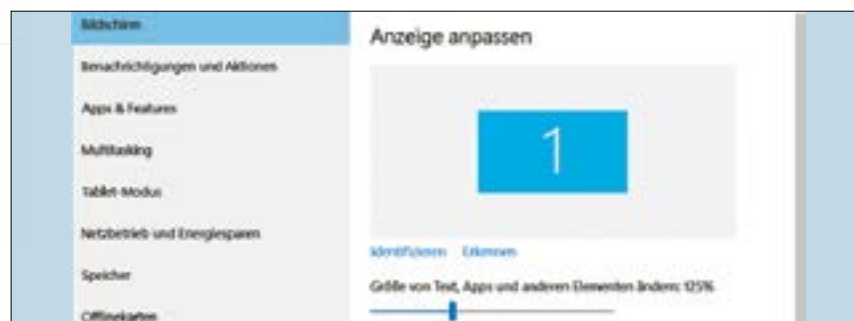 Bildschirm
Benachrichtigungen und Aktionen
Apps & Features
Multitasking
Tablet-Modus
Netzbetrieb und Energiesparen
Speicher
Offlinekarten
Anzeige anpassen
1
Identifizieren Erkennen
Größe von Text, Apps und anderen Elementen ändern: 125%